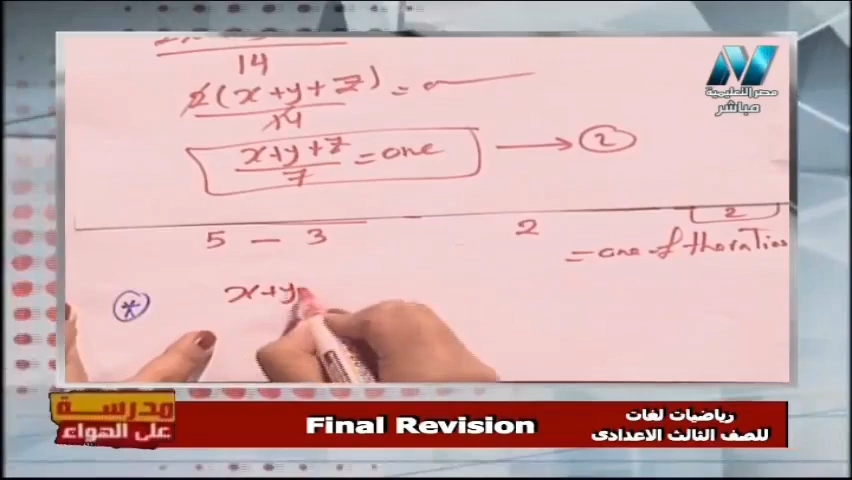 14
2(x+y+z) =
14
x+y+z = one → 2
7
5 — 3
2
2
= one of the ratios
* x+y
مصر التعليمية
مباشر
مدرسة
على الهواء
Final Revision
رياضيات لغات
للصف الثالث الاعدادى